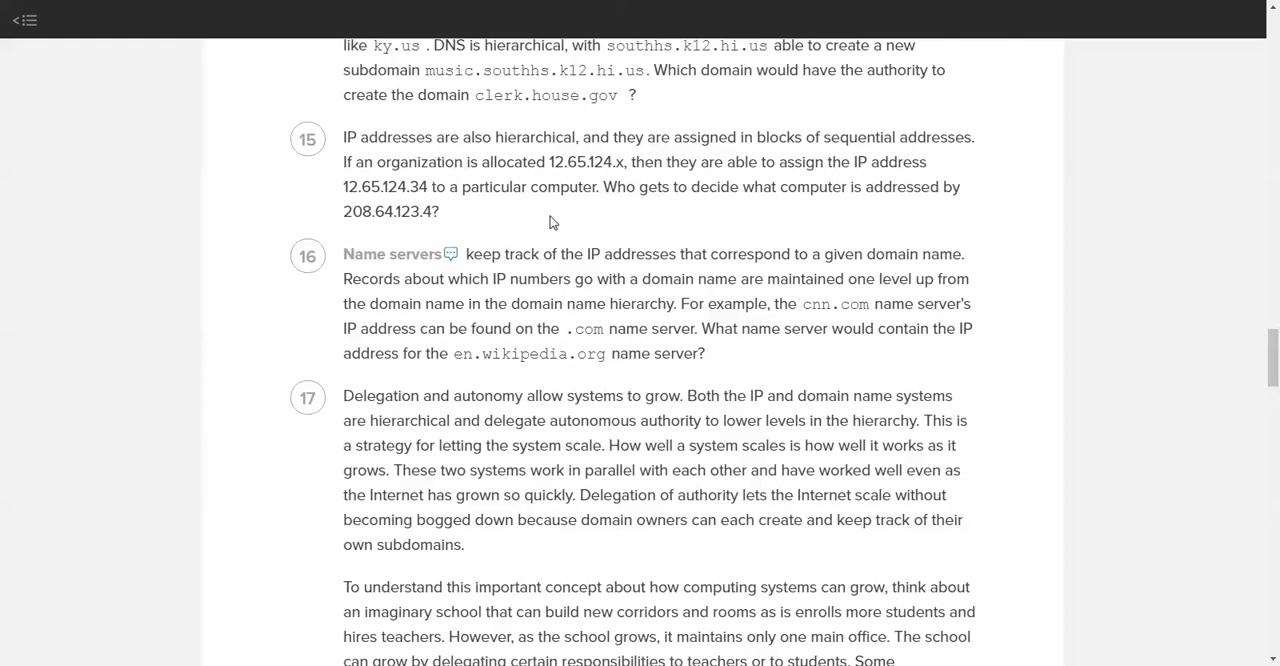 like ky.us . DNS is hierarchical, with southhs.k12.hi.us able to create a new
subdomain music.southhs.k12.hi.us. Which domain would have the authority to
create the domain clerk.house.gov ?
15 IP addresses are also hierarchical, and they are assigned in blocks of sequential addresses.
If an organization is allocated 12.65.124.x, then they are able to assign the IP address
12.65.124.34 to a particular computer. Who gets to decide what computer is addressed by
208.64.123.4?
16 Name servers keep track of the IP addresses that correspond to a given domain name.
Records about which IP numbers go with a domain name are maintained one level up from
the domain name in the domain name hierarchy. For example, the cnn.com name server's
IP address can be found on the .com name server. What name server would contain the IP
address for the en.wikipedia.org name server?
17 Delegation and autonomy allow systems to grow. Both the IP and domain name systems
are hierarchical and delegate autonomous authority to lower levels in the hierarchy. This is
a strategy for letting the system scale. How well a system scales is how well it works as it
grows. These two systems work in parallel with each other and have worked well even as
the Internet has grown so quickly. Delegation of authority lets the Internet scale without
becoming bogged down because domain owners can each create and keep track of their
own subdomains.
To understand this important concept about how computing systems can grow, think about
an imaginary school that can build new corridors and rooms as is enrolls more students and
hires teachers. However, as the school grows, it maintains only one main office. The school
can grow by delegating certain responsibilities to teachers or to students. Some